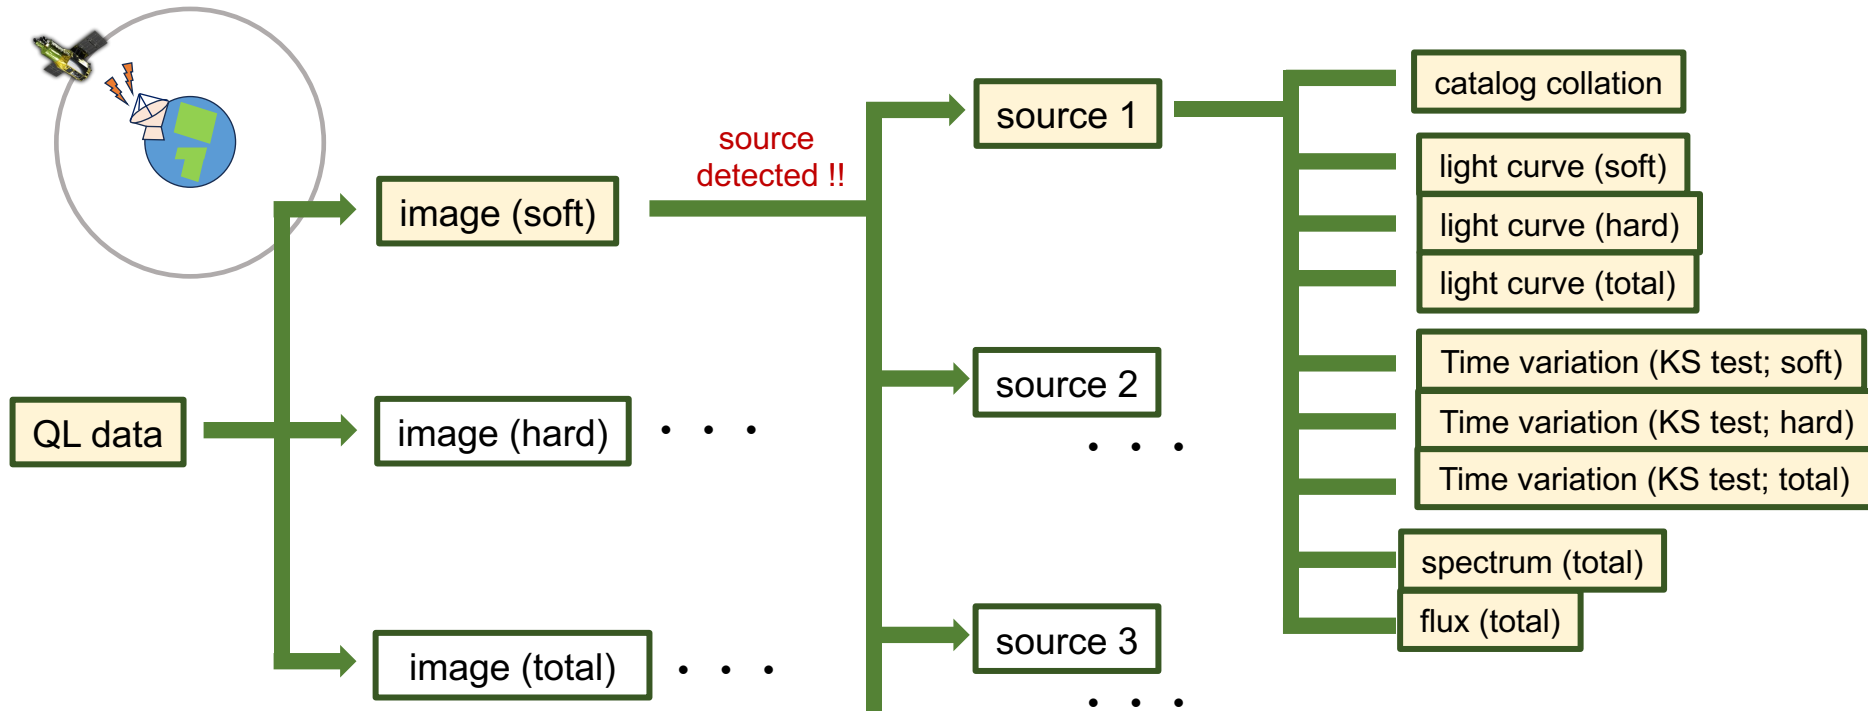 source
detected !!
QL data
image (soft)
image (hard)
. . .
image (total)
. . .
source 1
source 2
. . .
source 3
. . .
catalog collation
light curve (soft)
light curve (hard)
light curve (total)
Time variation (KS test; soft)
Time variation (KS test; hard)
Time variation (KS test; total)
spectrum (total)
flux (total)